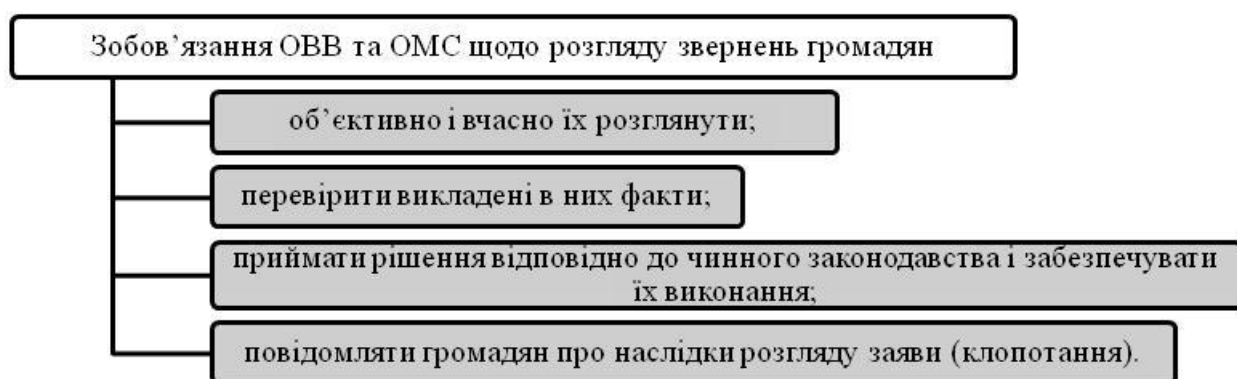 Зобов’язання ОВВ та ОМС щодо розгляду звернень громадян
об’єктивно і вчасно їх розглянути;
перевірити викладені в них факти;
приймати рішення відповідно до чинного законодавства і забезпечувати
їх виконання;
повідомляти громадян про наслідки розгляду заяви (клопотання).